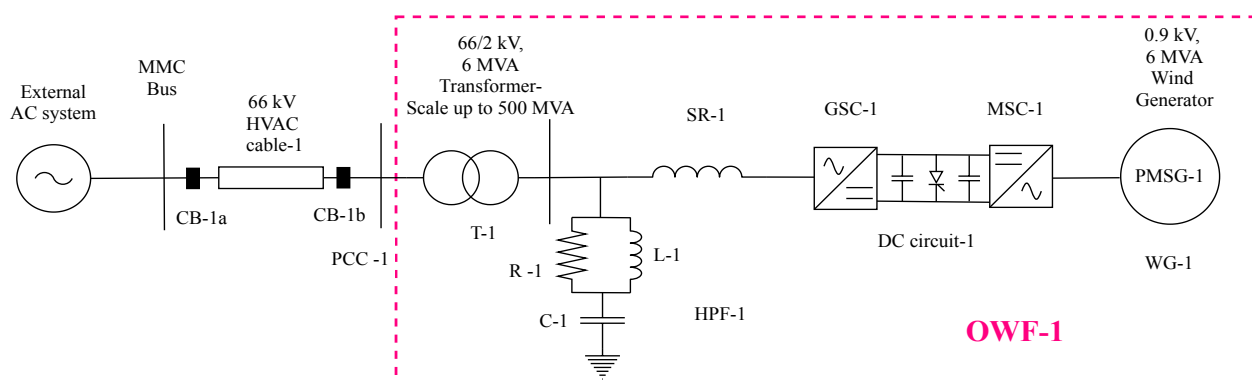 External
AC system
MMC
Bus
66 kV
HVAC
cable-1
CB-1a
CB-1b
PCC -1
66/2 kV,
6 MVA
Transformer-
Scale up to 500 MVA
T-1
R -1
L-1
C-1
HPF-1
SR-1
GSC-1
MSC-1
DC circuit-1
0.9 kV,
6 MVA
Wind
Generator
PMSG-1
WG-1
OWF-1